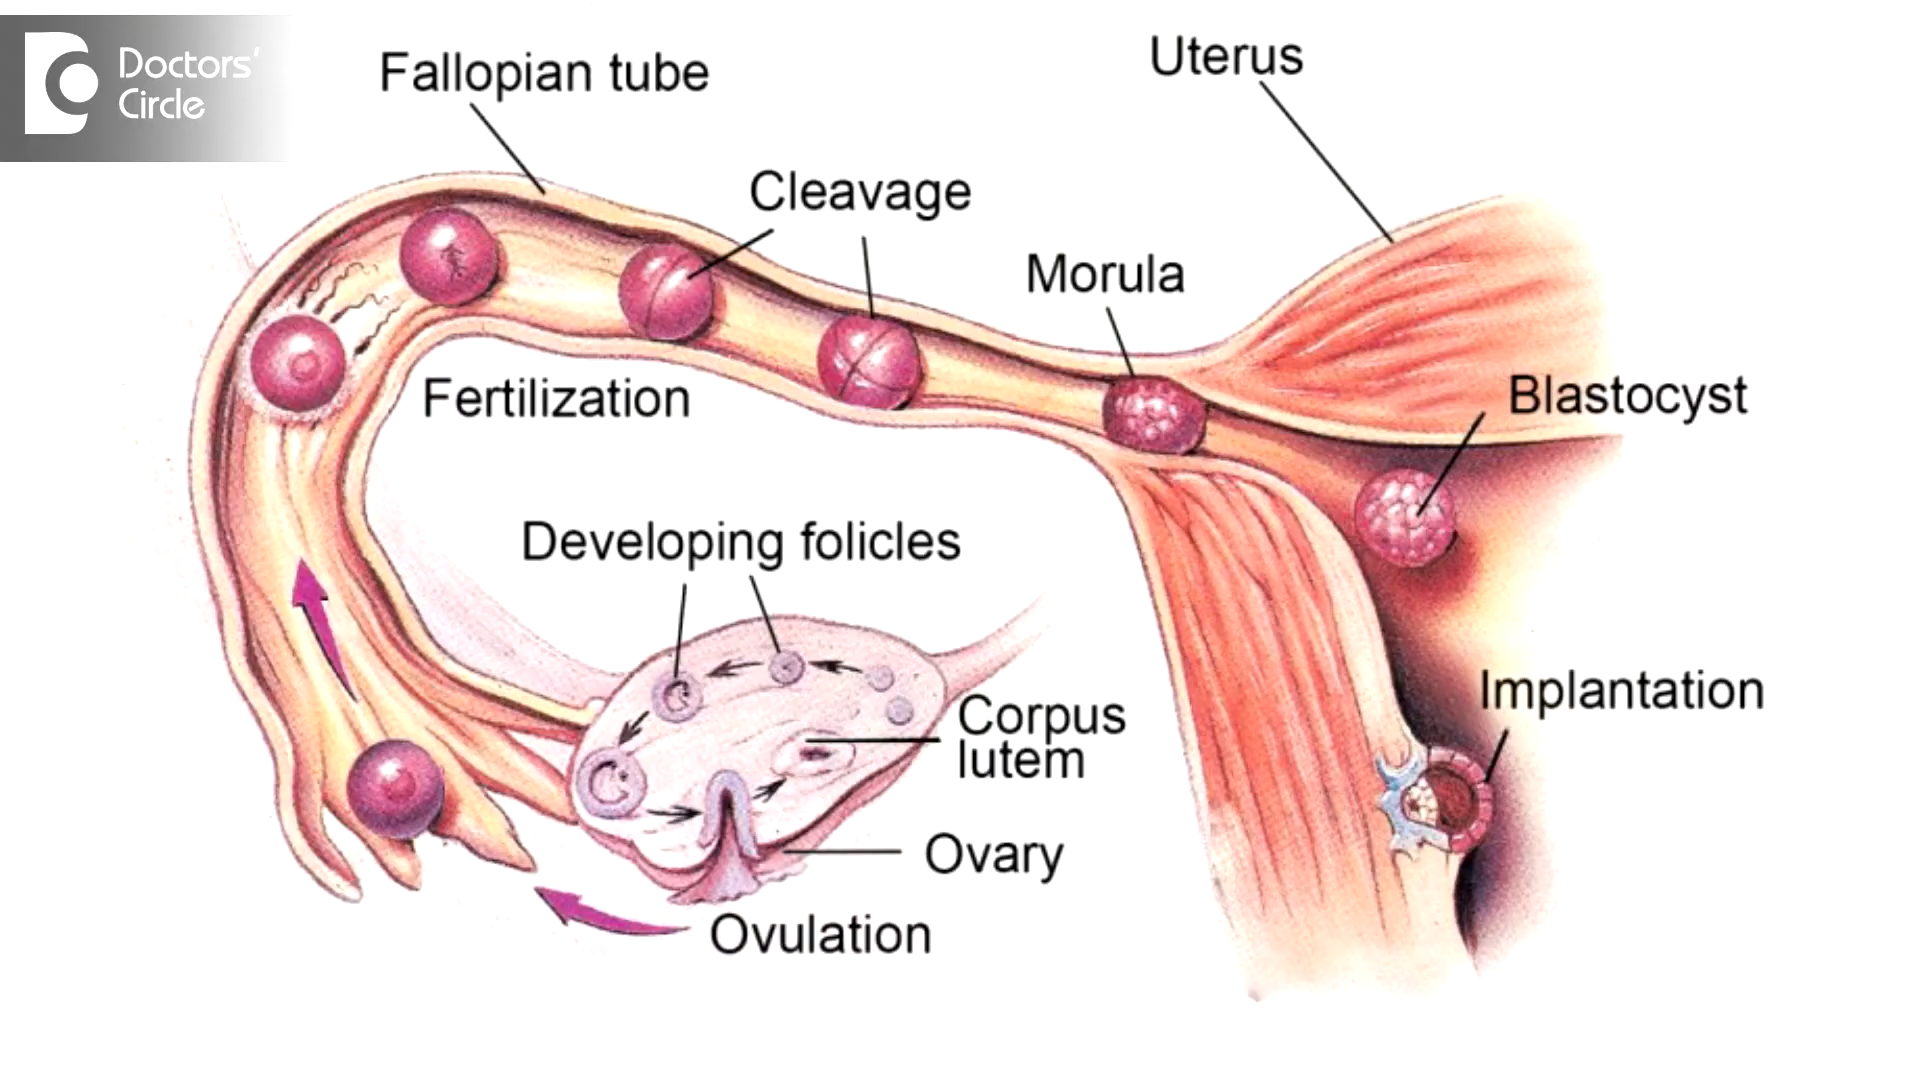 Doctors'
Circle
Fallopian tube
Uterus
Cleavage
Morula
Blastocyst
Fertilization
Developing folicles
Implantation
Corpus
lutem
Ovary
Ovulation